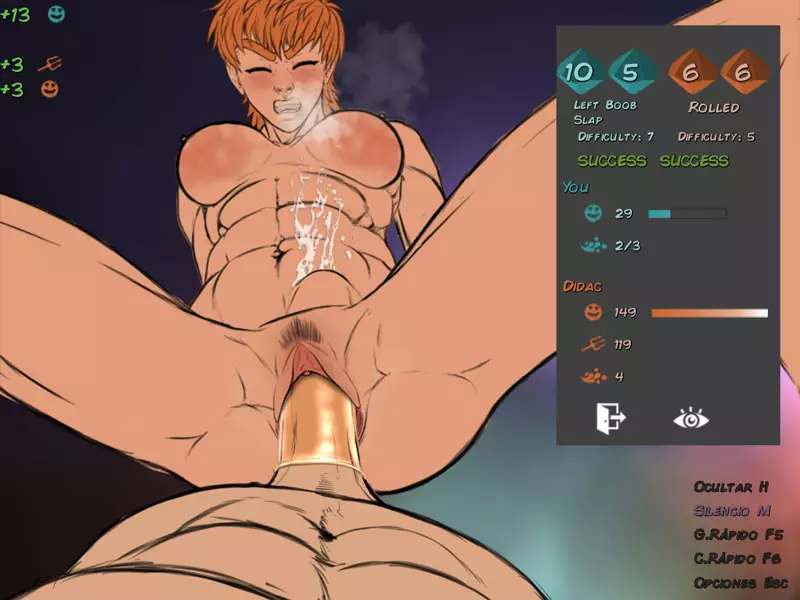 +13
+3
+3
10 5 6 6
Left Boob Slap
Rolled
Difficulty: 7
Difficulty: 5
SUCCESS SUCCESS
You
29
2/3
Didac
149
119
4
Ocultar H
Silencio M
G.Rápido F5
C.Rápido F6
Opciones Esc